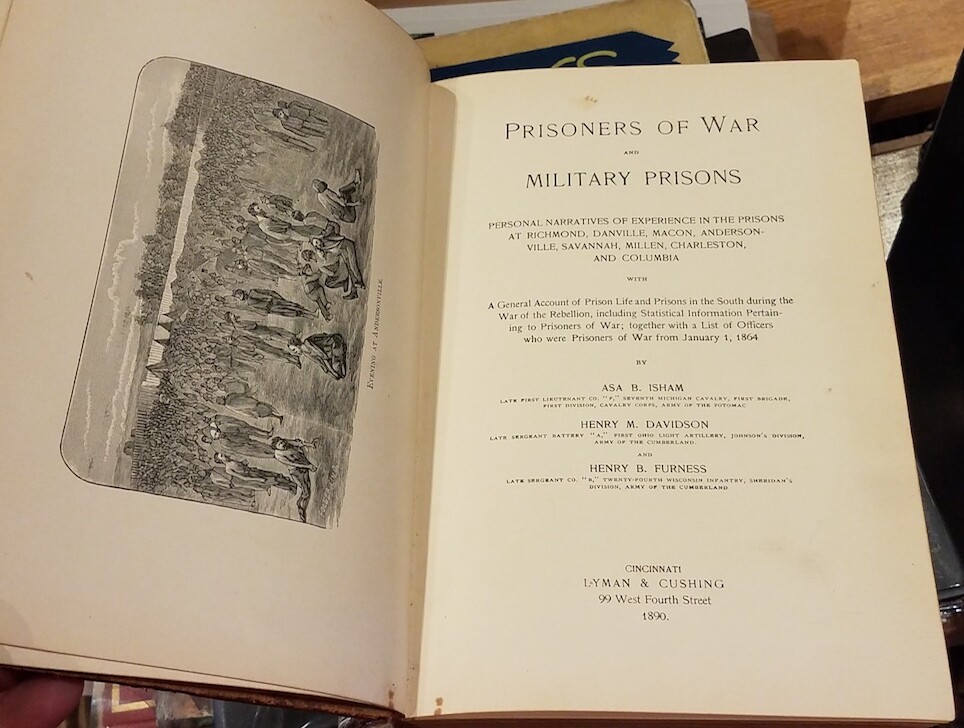 EVENING AT ANDERSONVILLE
PRISONERS OF WAR
AND
MILITARY PRISONS
PERSONAL NARRATIVES OF EXPERIENCE IN THE PRISONS
AT RICHMOND, DANVILLE, MACON, ANDERSON-
VILLE, SAVANNAH, MILLEN, CHARLESTON,
AND COLUMBIA
WITH
A General Account of Prison Life and Prisons in the South during the
War of the Rebellion, including Statistical Information Pertain-
ing to Prisoners of War; together with a List of Officers
who were Prisoners of War from January 1, 1864
BY
ASA B. ISHAM
LATE FIRST LIEUTENANT CO. "F," SEVENTH MICHIGAN CAVALRY, FIRST BRIGADE,
FIRST DIVISION, CAVALRY CORPS, ARMY OF THE POTOMAC
HENRY M. DAVIDSON
LATE SERGEANT BATTERY "A," FIRST OHIO LIGHT ARTILLERY, JOHNSON'S DIVISION,
ARMY OF THE CUMBERLAND.
AND
HENRY B. FURNESS
LATE SERGEANT CO. "B," TWENTY-FOURTH WISCONSIN INFANTRY, SHERIDAN'S
DIVISION, ARMY OF THE CUMBERLAND
CINCINNATI
LYMAN & CUSHING
99 West Fourth Street
1890.